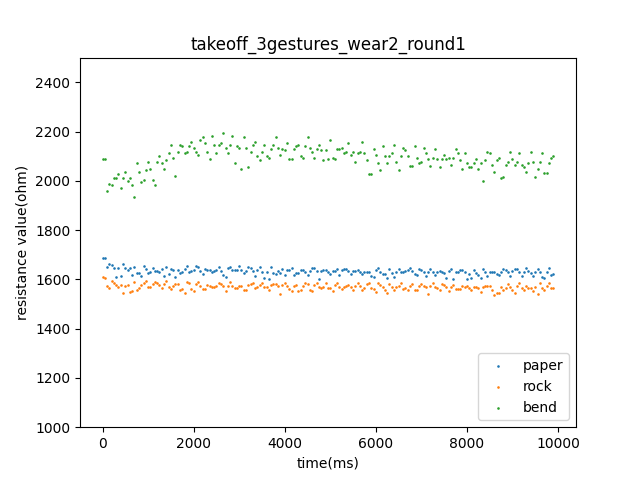 takeoff_3gestures_wear2_round1
resistance value(ohm)
2400
2200
2000
1800
1600
1400
1200
1000
0
2000
4000
6000
8000
10000
time(ms)
paper
rock
bend